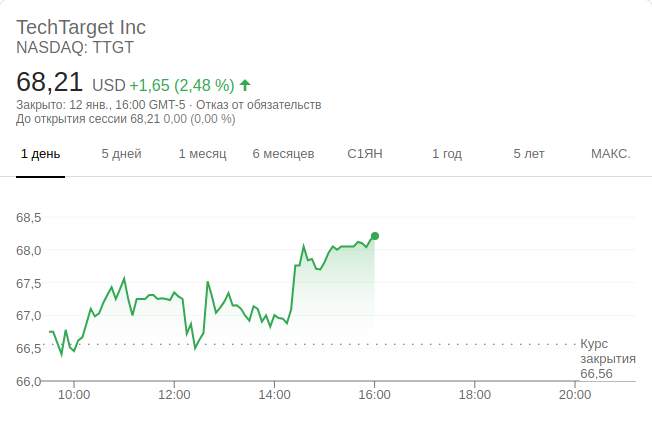 TechTarget Inc
NASDAQ: TTGT
68,21 USD +1,65 (2,48 %)
Закрыто: 12 янв., 16:00 GMT-5 · Отказ от обязательств
До открытия сессии 68,21 0,00 (0,00 %)
1 день 5 дней 1 месяц 6 месяцев С1ЯН 1 год 5 лет МАКС.
68,5
68,0
67,5
67,0
66,5
66,0
Курс
закрытия
66,56
10:00 12:00 14:00 16:00 18:00 20:00